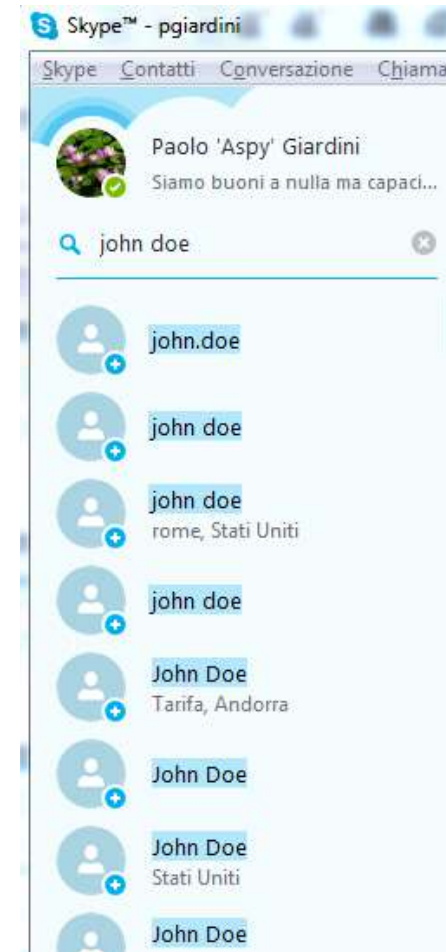 Skype™ - pgiardini
Skype Contatti Conversazione Chiama
Paolo 'Aspy' Giardini
Siamo buoni a nulla ma capaci...
john doe
john.doe
john doe
john doe
rome, Stati Uniti
john doe
John Doe
Tarifa, Andorra
John Doe
John Doe
Stati Uniti
John Doe